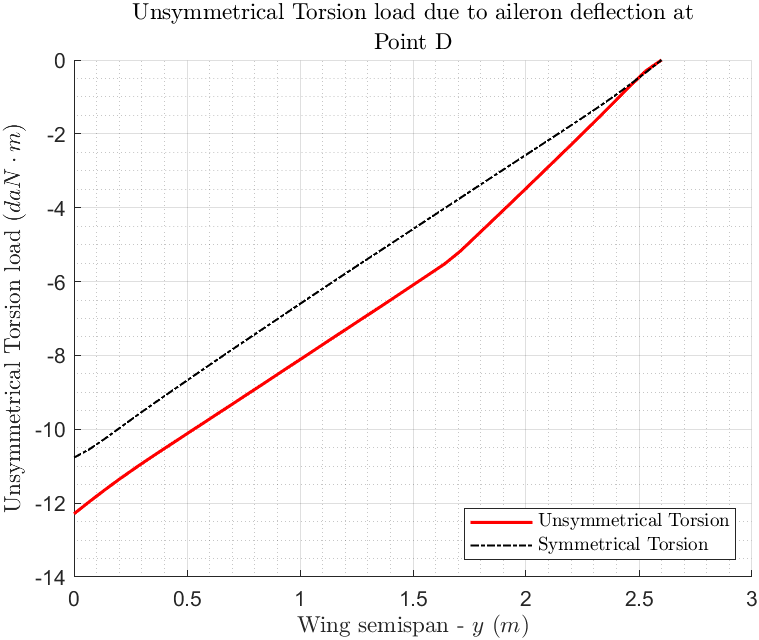 Unsymmetrical Torsion load due to aileron deflection at
Point D
Unsymmetrical Torsion load (daN · m)
0
-2
-4
-6
-8
-10
-12
-14
Unsymmetrical Torsion
Symmetrical Torsion
0 0.5 1 1.5 2 2.5 3
Wing semispan - y (m)